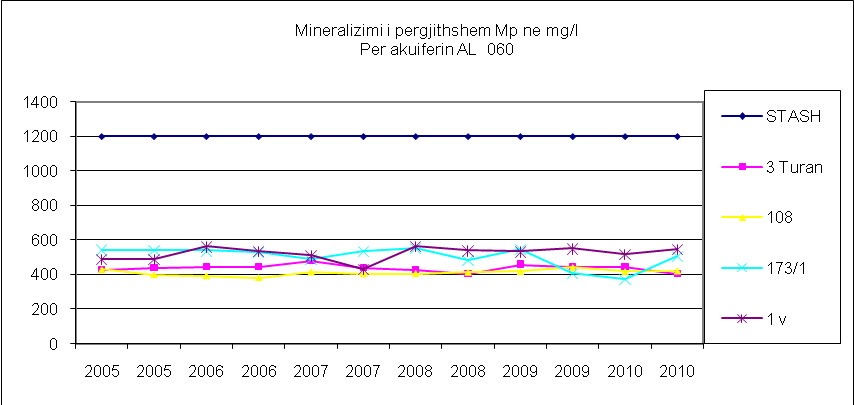 Mineralizimi i pergjithshem Mp ne mg/l
Per akuiferin AL 060
1400
1200
1000
800
600
400
200
0
2005 2005 2006 2006 2007 2007 2008 2008 2009 2009 2010 2010
STASH
3 Turan
108
173/1
1 v